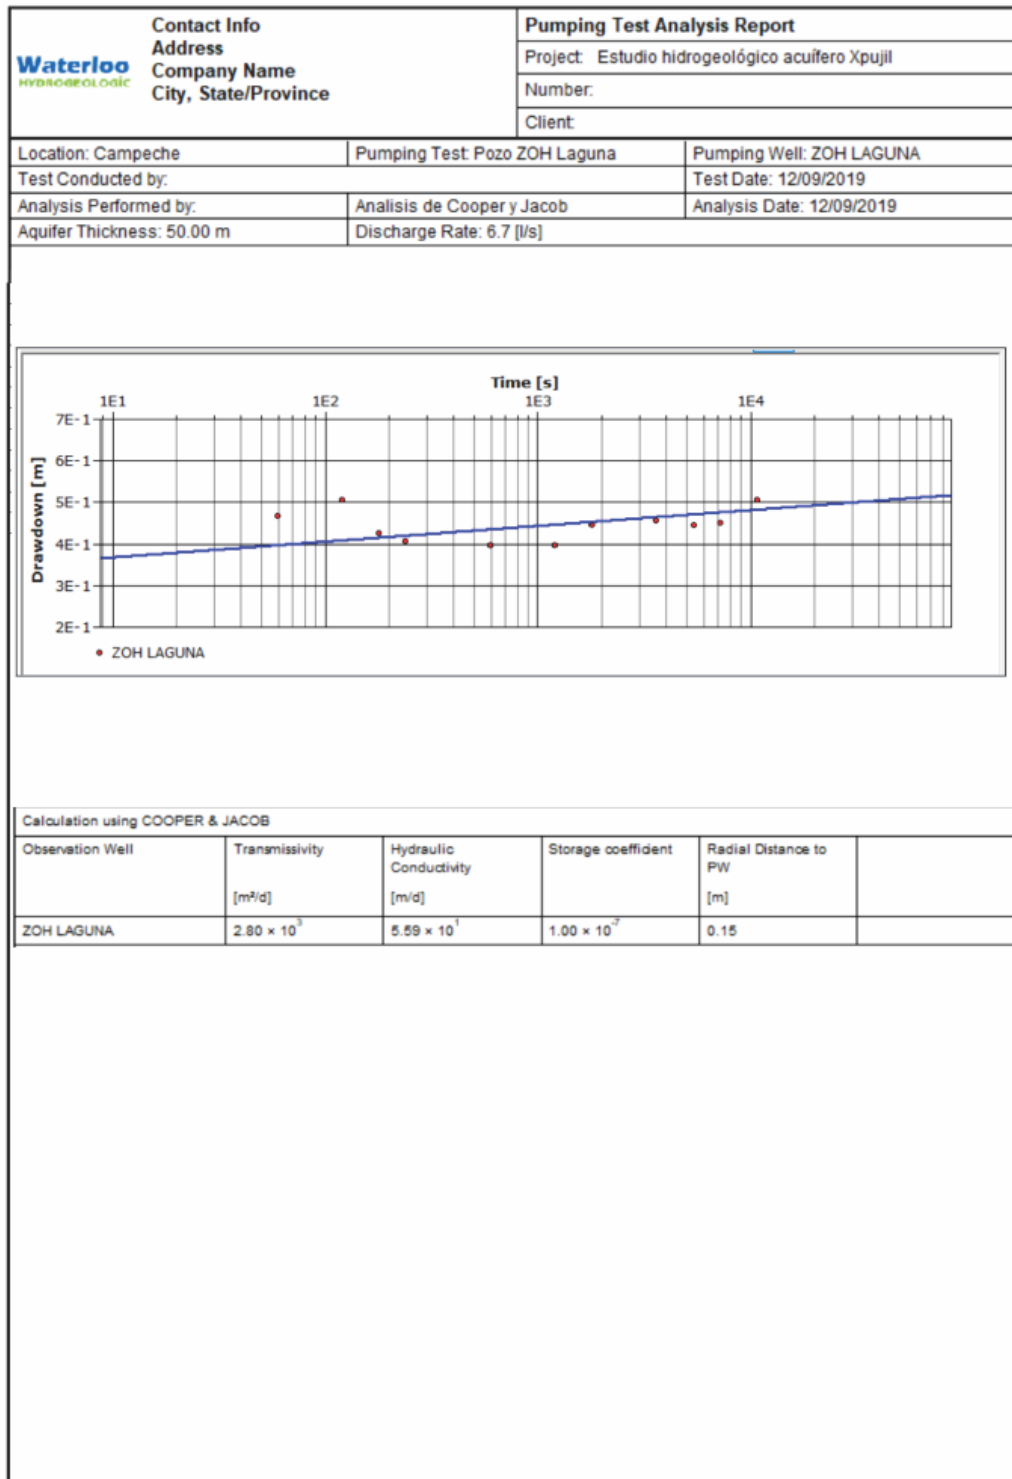 Waterloo
HYDROGEOLOGIC
Contact Info
Address
Company Name
City, State/Province
Pumping Test Analysis Report
Project: Estudio hidrogeológico acuífero Xpujil
Number:
Client:
Location: Campeche
Pumping Test: Pozo ZOH Laguna
Pumping Well: ZOH LAGUNA
Test Conducted by:
Test Date: 12/09/2019
Analysis Performed by:
Analisis de Cooper y Jacob
Analysis Date: 12/09/2019
Aquifer Thickness: 50.00 m
Discharge Rate: 6.7 [l/s]
Time [s]
1E1 1E2 1E3 1E4
7E-1
6E-1
5E-1
4E-1
3E-1
2E-1
Drawdown [m]
ZOH LAGUNA
Calculation using COOPER & JACOB
Observation Well
Transmissivity
[m²/d]
Hydraulic
Conductivity
[m/d]
Storage coefficient
Radial Distance to
PW
[m]
ZOH LAGUNA
2.80 × 10³
5.59 × 10¹
1.00 × 10⁻⁷
0.15